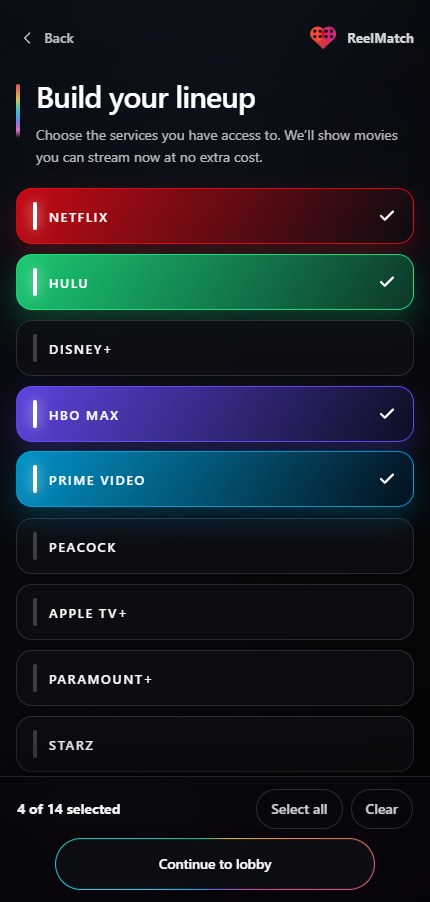 Back
ReelMatch
Build your lineup
Choose the services you have access to. We’ll show movies
you can stream now at no extra cost.
NETFLIX
HULU
DISNEY+
HBO MAX
PRIME VIDEO
PEACOCK
APPLE TV+
PARAMOUNT+
STARZ
4 of 14 selected
Select all
Clear
Continue to lobby